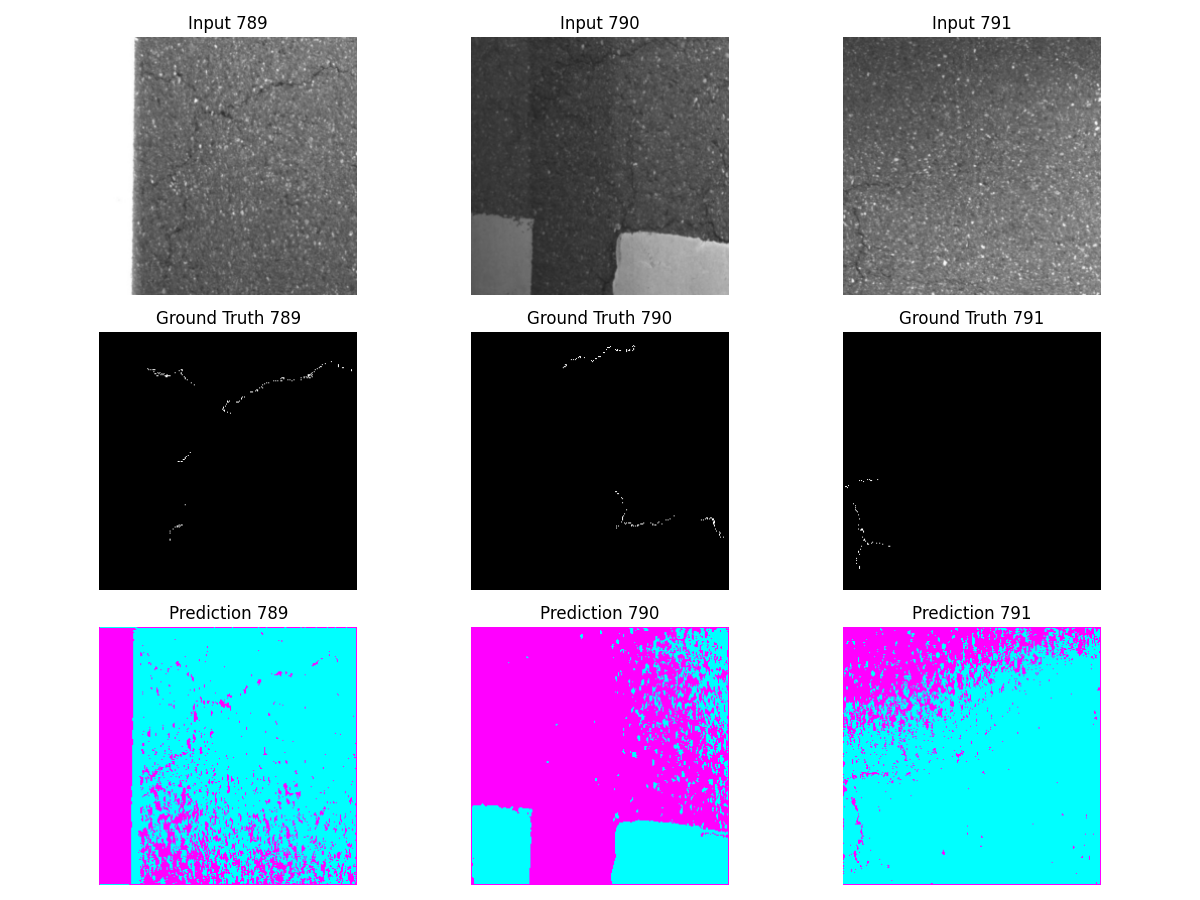 Input 789
Input 790
Input 791
Ground Truth 789
Ground Truth 790
Ground Truth 791
Prediction 789
Prediction 790
Prediction 791